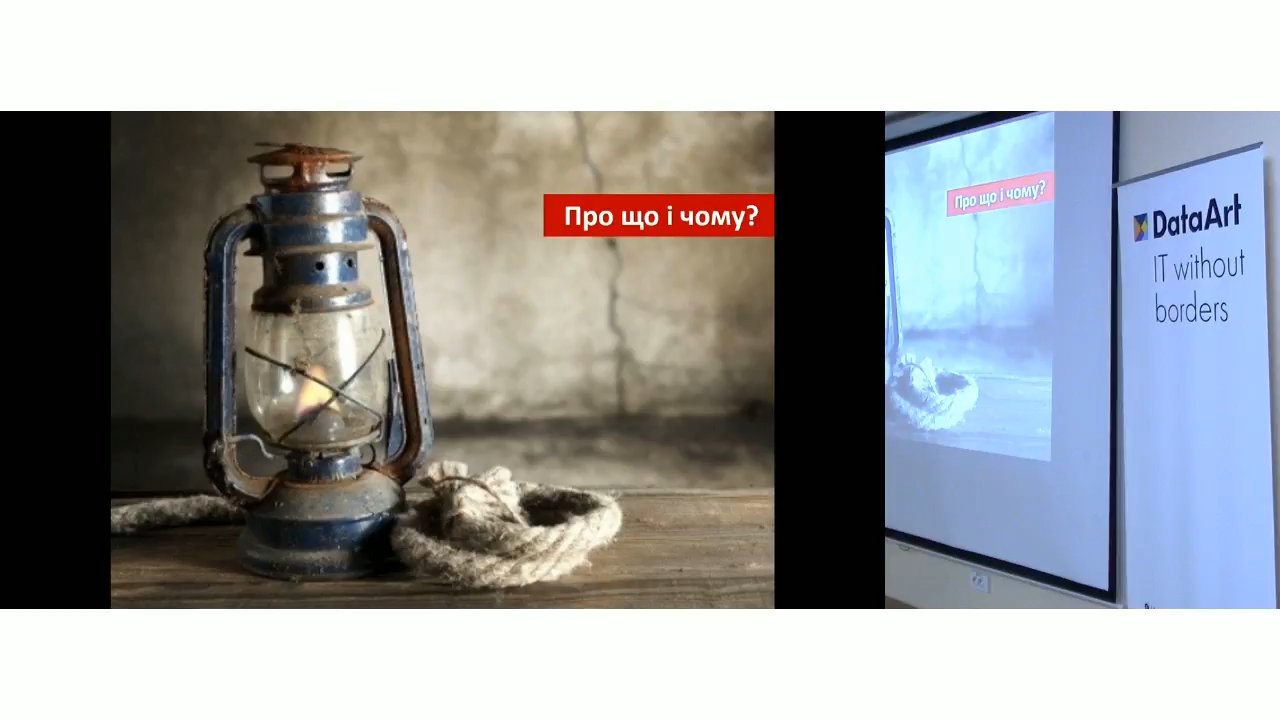 Про що і чому?
Про що і чому?
DataArt
IT without
borders